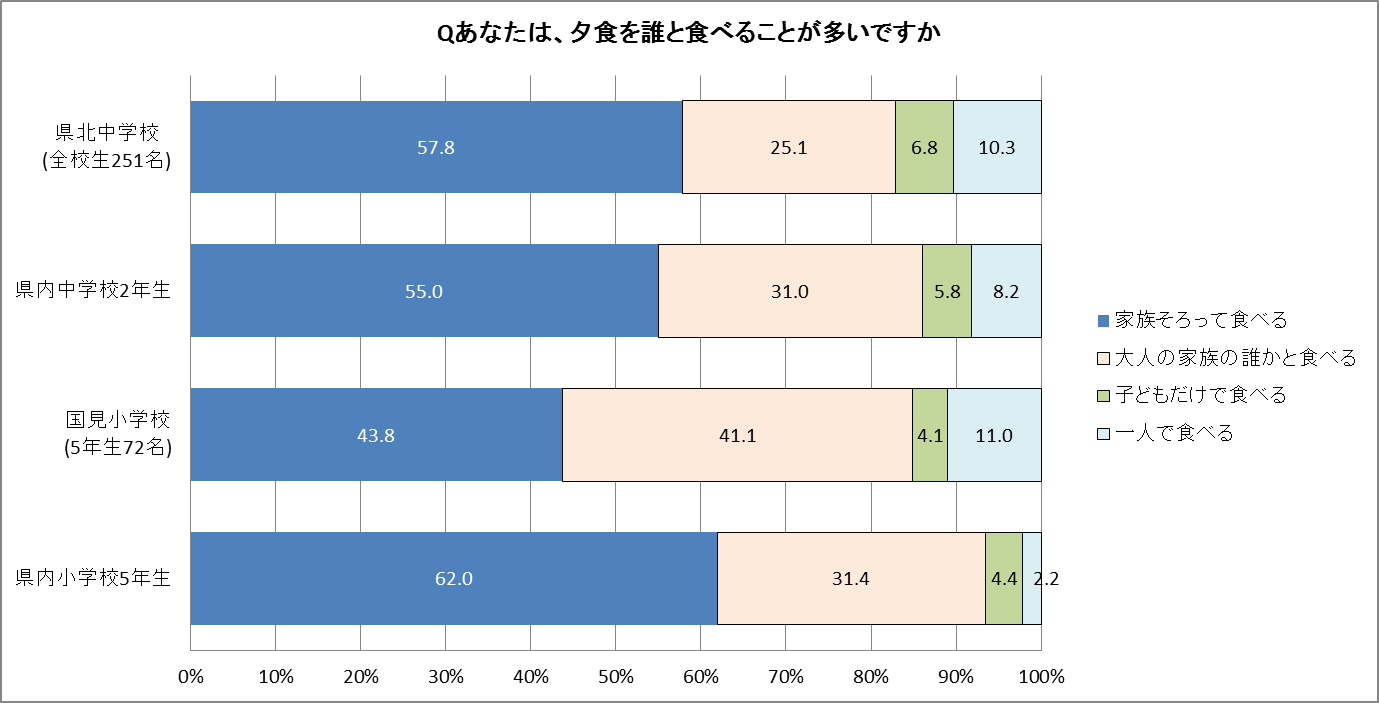 Qあなたは、夕食を誰と食べることが多いですか
県北中学校
(全校生251名)
57.8
25.1
6.8
10.3
県内中学校2年生
55.0
31.0
5.8
8.2
国見小学校
(5年生72名)
43.8
41.1
4.1
11.0
県内小学校5年生
62.0
31.4
4.4
2.2
0%
10%
20%
30%
40%
50%
60%
70%
80%
90%
100%
家族そろって食べる
大人の家族の誰かと食べる
子どもだけで食べる
一人で食べる